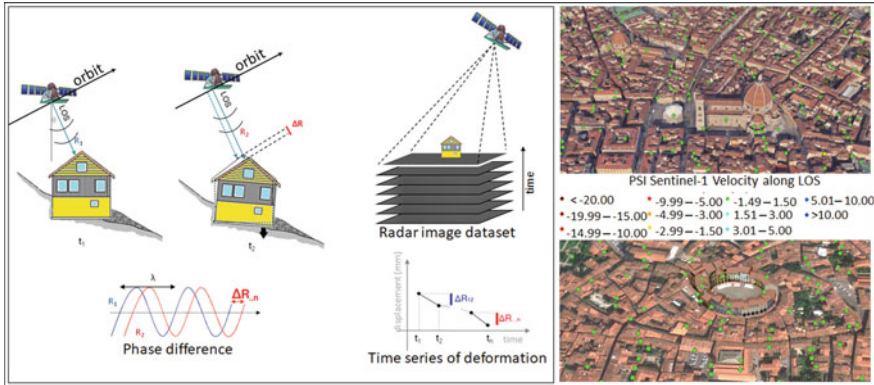 orbit
LOS
R₁
t₁
orbit
LOS
R₂
ΔR
t₂
time
Radar image dataset
λ
R₁
R₂
ΔR..n
Phase difference
displacement [mm]
ΔR₁₂
ΔR..n
t₁ t₂ tₙ time
Time series of deformation
PSI Sentinel-1 Velocity along LOS
< -20.00
-19.99 – -15.00
-14.99 – -10.00
-9.99 – -5.00
-4.99 – -3.00
-2.99 – -1.50
-1.49 – 1.50
1.51 – 3.00
3.01 – 5.00
5.01 – 10.00
>10.00